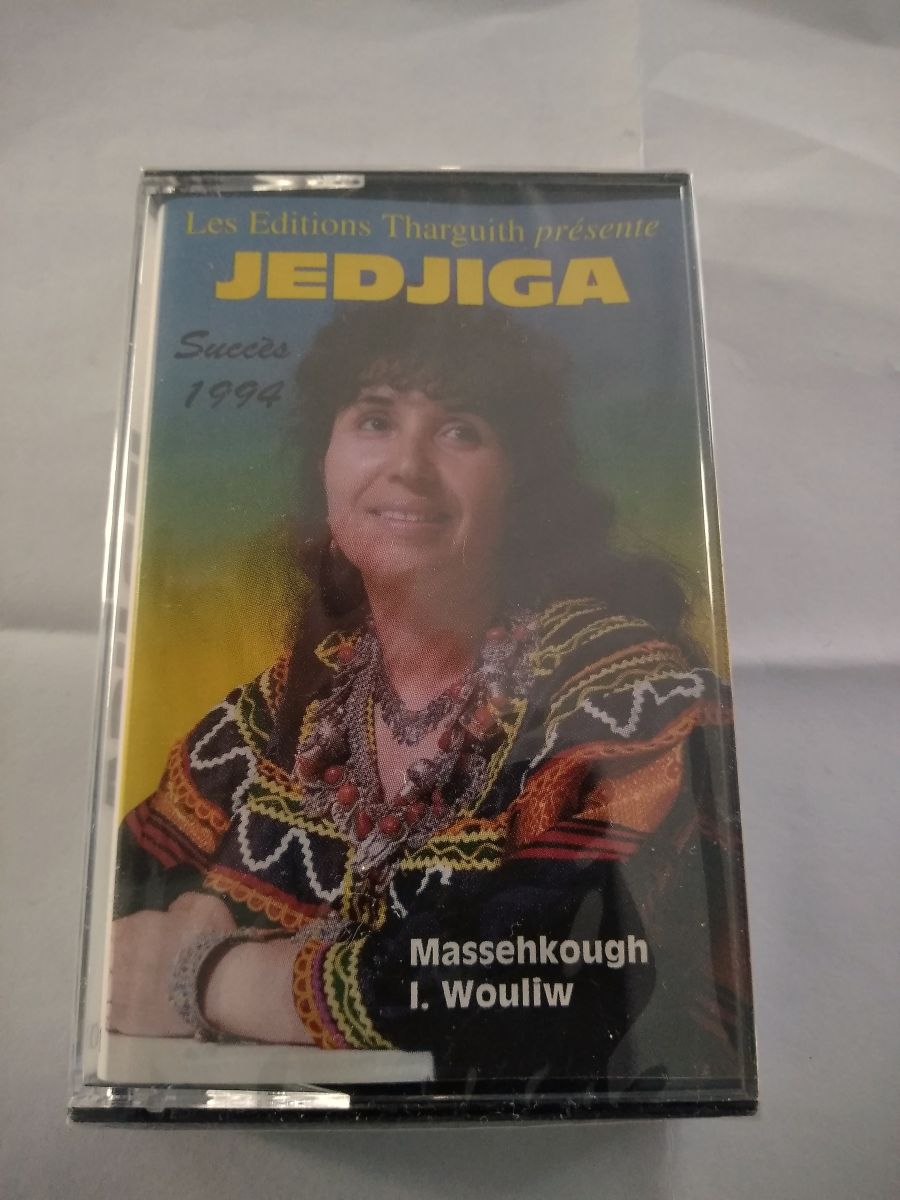 Les Editions Tharguith présente
JEDJIGA
Succès
1994
Massehkough
I. Wouliw